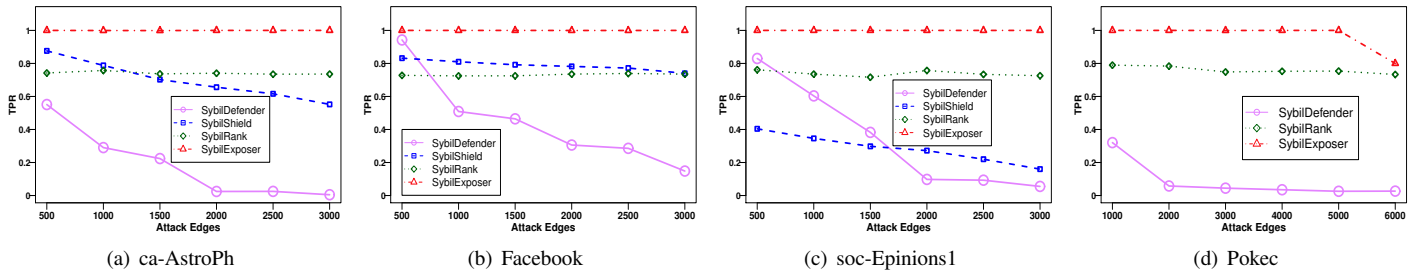 TPR
1
0.8
0.6
0.4
0.2
0
SybilDefender
SybilShield
SybilRank
SybilExposer
500 1000 1500 2000 2500 3000
Attack Edges
(a) ca-AstroPh
TPR
1
0.8
0.6
0.4
0.2
0
SybilDefender
SybilShield
SybilRank
SybilExposer
500 1000 1500 2000 2500 3000
Attack Edges
(b) Facebook
TPR
1
0.8
0.6
0.4
0.2
0
SybilDefender
SybilShield
SybilRank
SybilExposer
500 1000 1500 2000 2500 3000
Attack Edges
(c) soc-Epinions1
TPR
1
0.8
0.6
0.4
0.2
0
SybilDefender
SybilRank
SybilExposer
1000 2000 3000 4000 5000 6000
Attack Edges
(d) Pokec